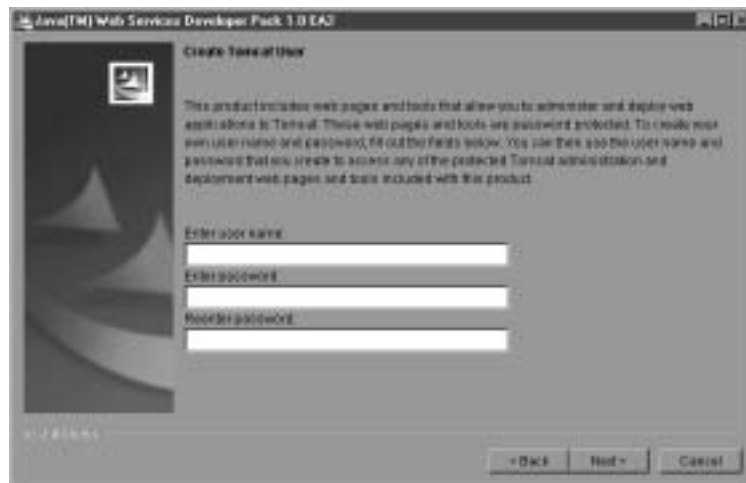 Java(TM) Web Services Developer Pack 1.0 EA2
Create Tomcat User
This product includes web pages and tools that allow you to administer and deploy web
applications to Tomcat. These web pages and tools are password protected. To create your
own user name and password, fill out the fields below. You can then use the user name and
password that you create to access any of the protected Tomcat administration and
deployment web pages and tools included with this product.
Enter user name:
Enter password:
Reenter password:
< Back Next > Cancel